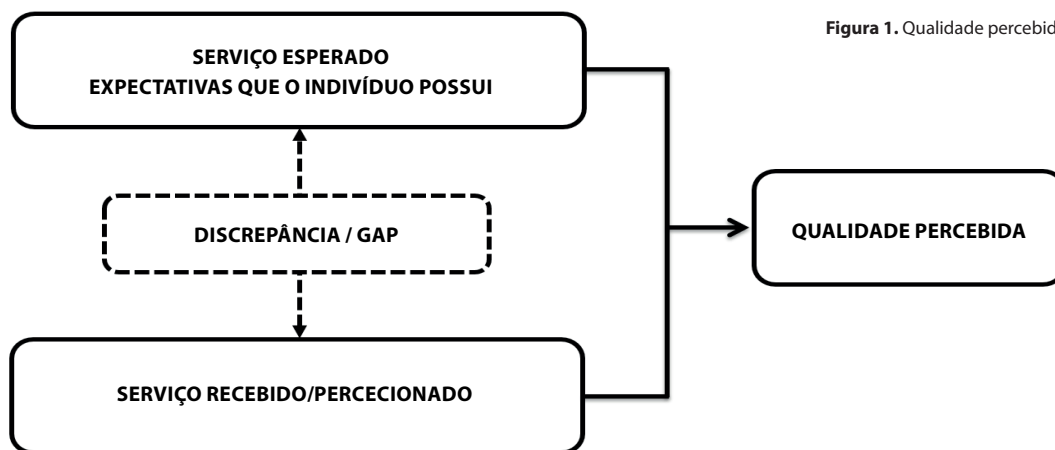 Figura 1. Qualidade percebid
SERVIÇO ESPERADO
EXPECTATIVAS QUE O INDIVÍDUO POSSUI
DISCREPÂNCIA / GAP
QUALIDADE PERCEBIDA
SERVIÇO RECEBIDO/PERCECIONADO